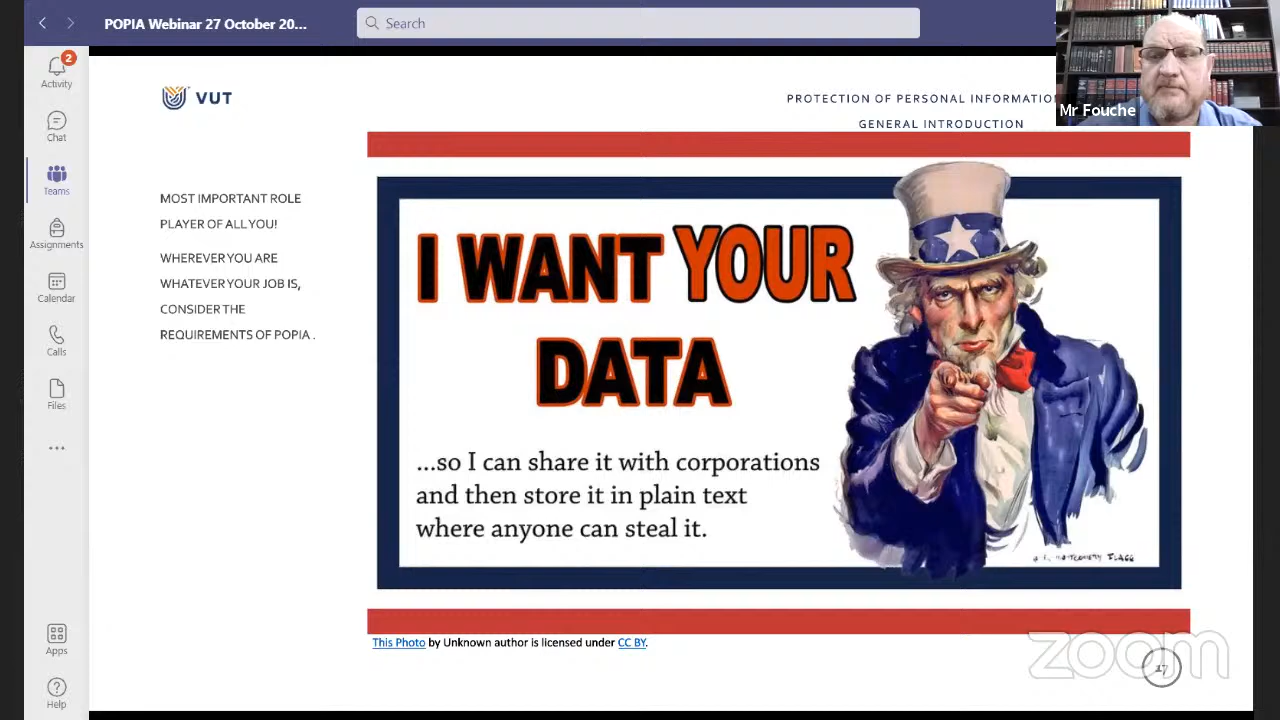 POPIA Webinar 27 October 20...
Search
Mr Fouche
2
Activity
Chat
Teams
Assignments
Calendar
Calls
Files
Apps
Help
VUT
PROTECTION OF PERSONAL INFORMATION
GENERAL INTRODUCTION
MOST IMPORTANT ROLE
PLAYER OF ALL YOU!
WHEREVER YOU ARE
WHATEVER YOUR JOB IS,
CONSIDER THE
REQUIREMENTS OF POPIA .
I WANT YOUR
DATA
...so I can share it with corporations
and then store it in plain text
where anyone can steal it.
This Photo by Unknown author is licensed under CC BY.
zoom
17